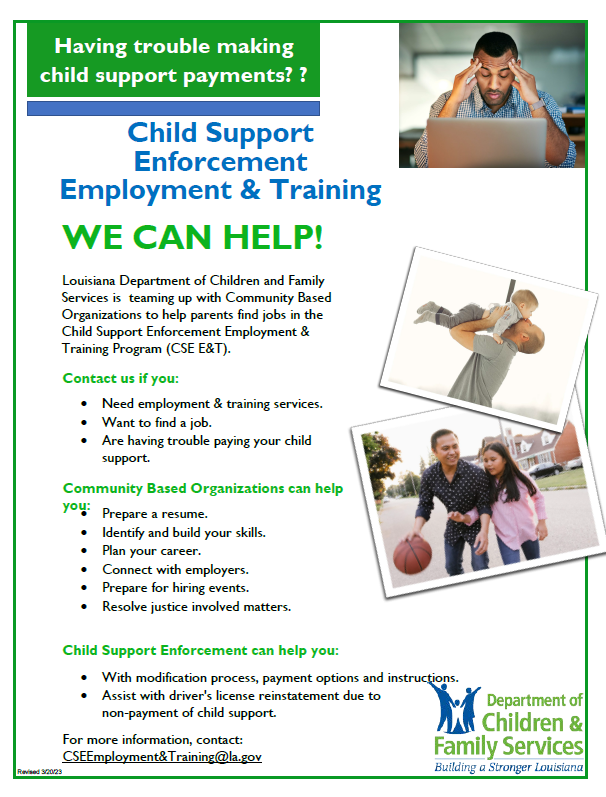 Having trouble making
child support payments? ?
Child Support
Enforcement
Employment & Training
WE CAN HELP!
Louisiana Department of Children and Family
Services is teaming up with Community Based
Organizations to help parents find jobs in the
Child Support Enforcement Employment &
Training Program (CSE E&T).
Contact us if you:
• Need employment & training services.
• Want to find a job.
• Are having trouble paying your child
support.
Community Based Organizations can help
you:
• Prepare a resume.
• Identify and build your skills.
• Plan your career.
• Connect with employers.
• Prepare for hiring events.
• Resolve justice involved matters.
Child Support Enforcement can help you:
• With modification process, payment options and instructions.
• Assist with driver's license reinstatement due to
non-payment of child support.
For more information, contact:
CSEEmployment&Training@la.gov
Department of
Children &
Family Services
Building a Stronger Louisiana
Revised 3/20/23